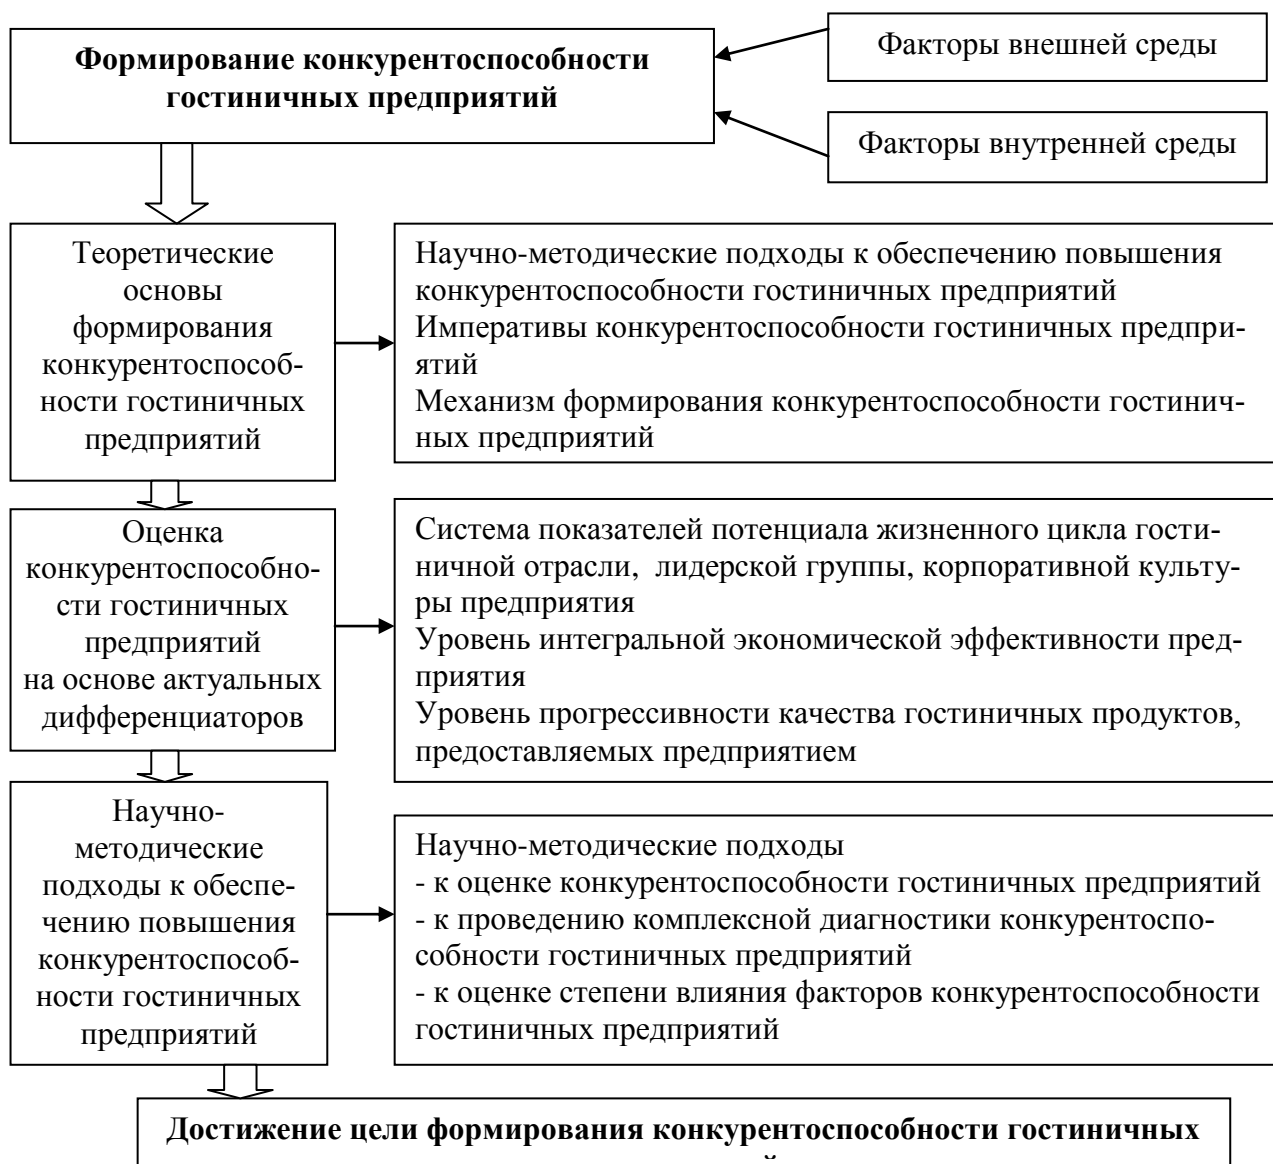 Формирование конкурентоспособности
гостиничных предприятий
Факторы внешней среды
Факторы внутренней среды
Теоретические
основы
формирования
конкурентоспособ-
ности гостиничных
предприятий
Научно-методические подходы к обеспечению повышения
конкурентоспособности гостиничных предприятий
Императивы конкурентоспособности гостиничных предпри-
ятий
Механизм формирования конкурентоспособности гостинич-
ных предприятий
Оценка
конкурентоспособно-
сти гостиничных
предприятий
на основе актуальных
дифференциаторов
Система показателей потенциала жизненного цикла гости-
ничной отрасли, лидерской группы, корпоративной культу-
ры предприятия
Уровень интегральной экономической эффективности пред-
приятия
Уровень прогрессивности качества гостиничных продуктов,
предоставляемых предприятием
Научно-
методические
подходы к обеспе-
чению повышения
конкурентоспособ-
ности гостиничных
предприятий
Научно-методические подходы
- к оценке конкурентоспособности гостиничных предприятий
- к проведению комплексной диагностики конкурентоспо-
собности гостиничных предприятий
- к оценке степени влияния факторов конкурентоспособности
гостиничных предприятий
Достижение цели формирования конкурентоспособности гостиничных